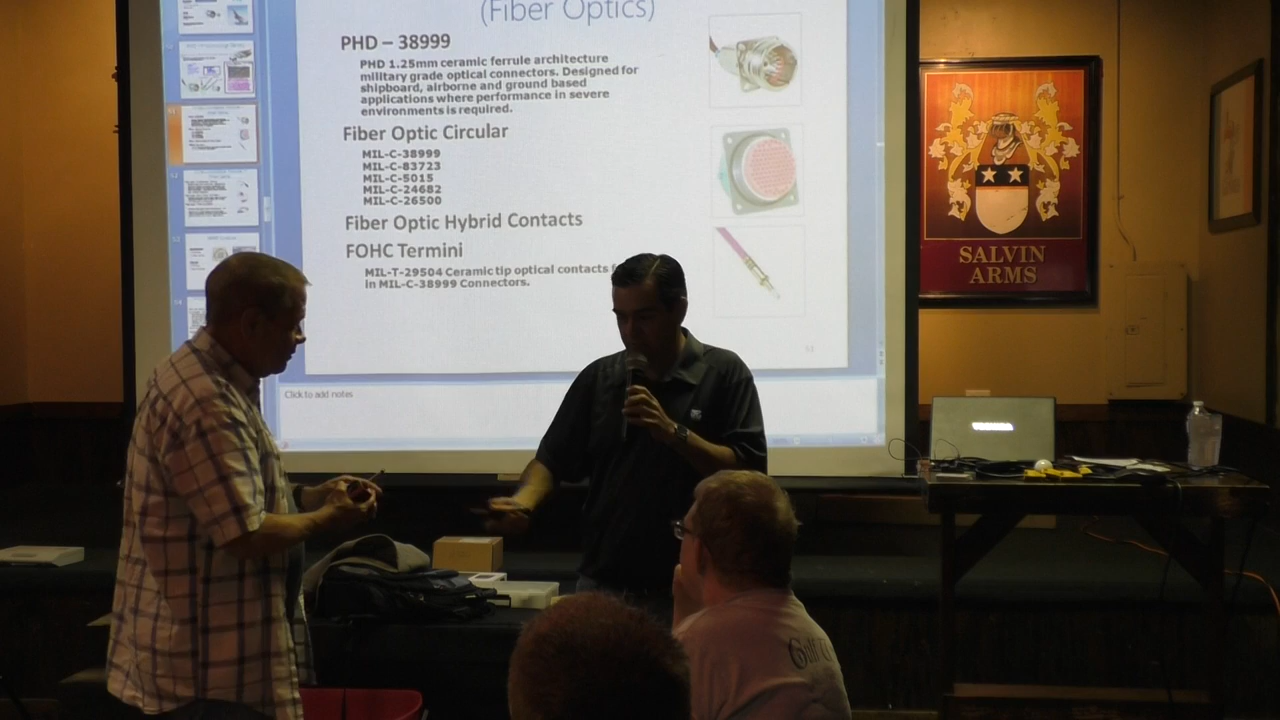 (Fiber Optics)
PHD – 38999
PHD 1.25mm ceramic ferrule architecture
military grade optical connectors. Designed for
shipboard, airborne and ground based
applications where performance in severe
environments is required.
Fiber Optic Circular
MIL-C-38999
MIL-C-83723
MIL-C-5015
MIL-C-24682
MIL-C-26500
Fiber Optic Hybrid Contacts
FOHC Termini
MIL-T-29504 Ceramic tip optical contacts
in MIL-C-38999 Connectors.
Click to add notes
SALVIN
ARMS
TOSHIBA